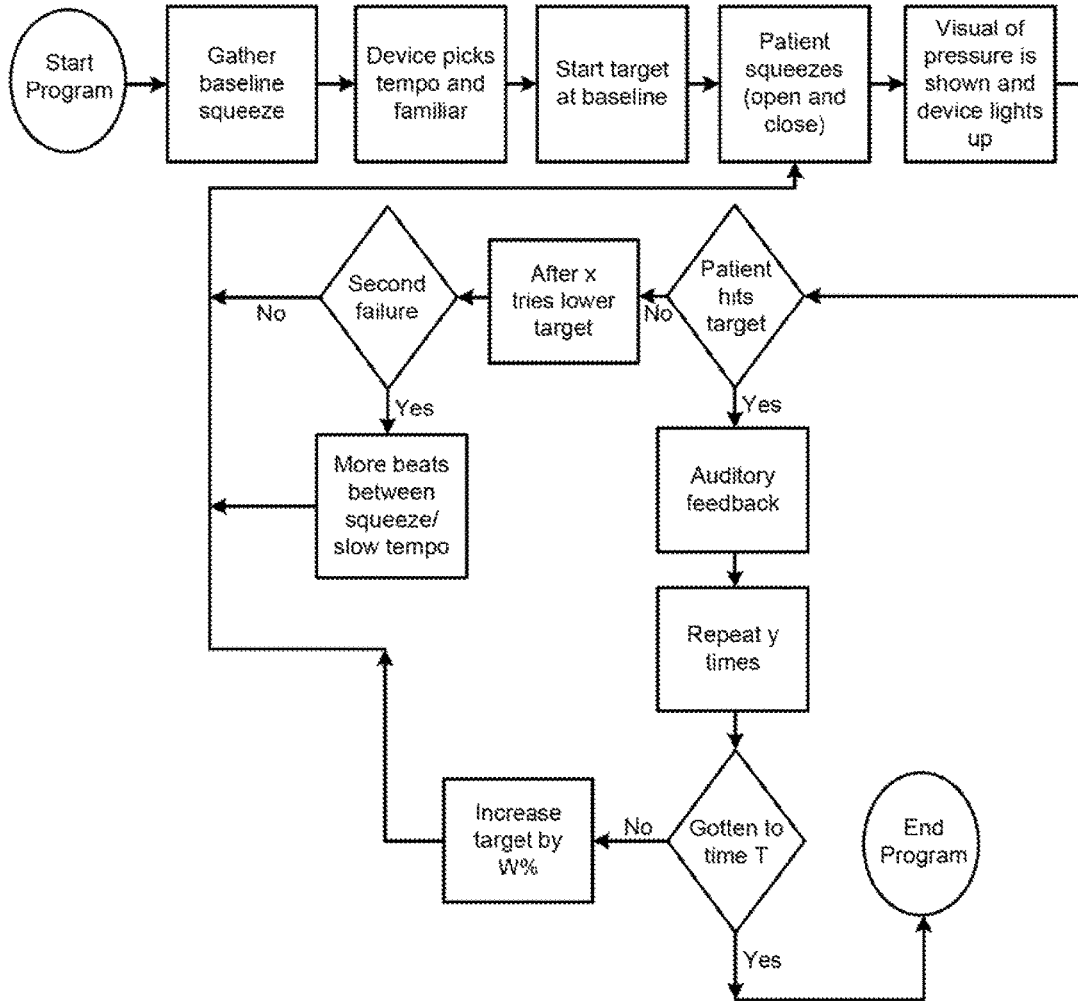 Start
Program
Gather
baseline
squeeze
Device picks
tempo and
familiar
Start target
at baseline
Patient
squeezes
(open and
close)
Visual of
pressure is
shown and
device lights
up
Second
failure
No
Yes
After x
tries lower
target
No
Patient
hits
target
Yes
More beats
between
squeeze/
slow tempo
Auditory
feedback
Repeat y
times
Increase
target by
W%
No
Gotten to
time T
Yes
End
Program